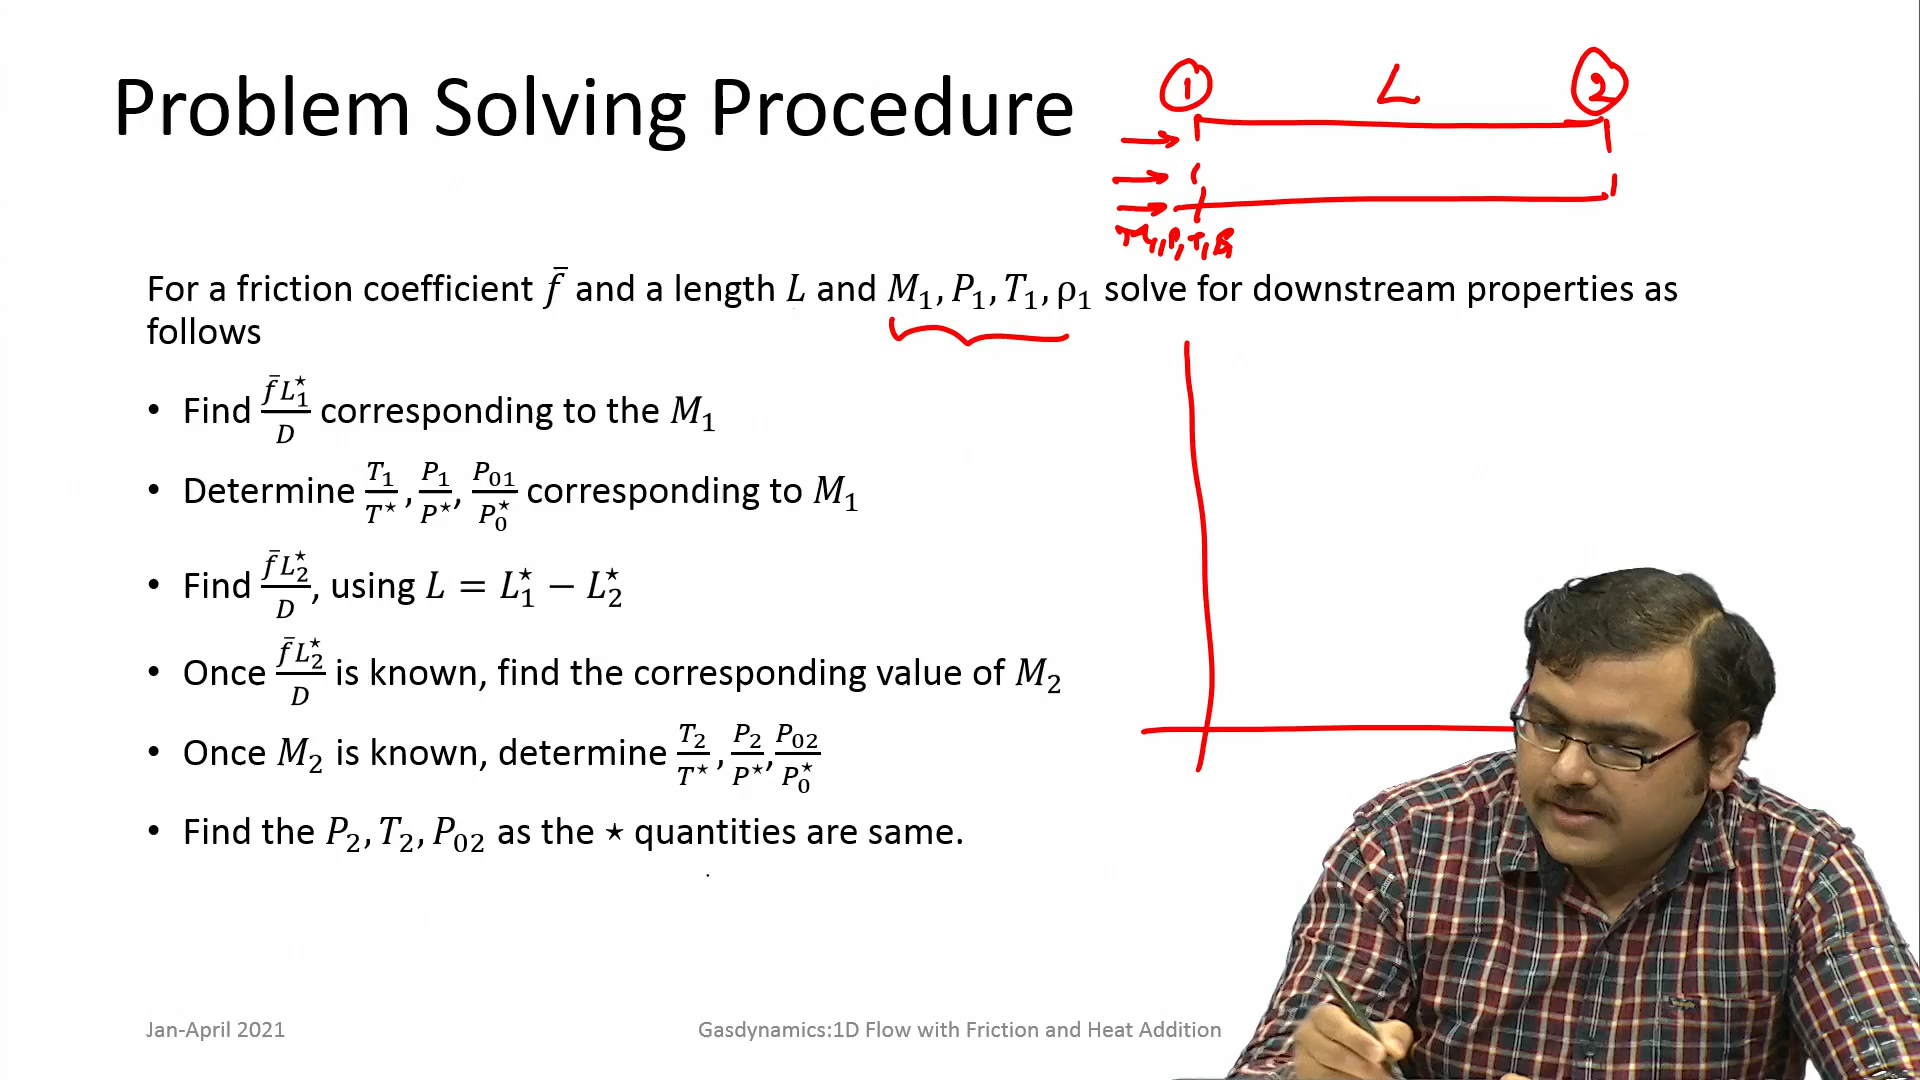 Problem Solving Procedure
1 L 2
M₁, P₁, T₁, ρ₁
For a friction coefficient f̄ and a length L and M₁, P₁, T₁, ρ₁ solve for downstream properties as
follows
• Find f̄L₁⋆/D corresponding to the M₁
• Determine T₁/T⋆, P₁/P⋆, P₀₁/P₀⋆ corresponding to M₁
• Find f̄L₂⋆/D, using L = L₁⋆ − L₂⋆
• Once f̄L₂⋆/D is known, find the corresponding value of M₂
• Once M₂ is known, determine T₂/T⋆, P₂/P⋆, P₀₂/P₀⋆
• Find the P₂, T₂, P₀₂ as the ⋆ quantities are same.
Jan-April 2021
Gasdynamics:1D Flow with Friction and Heat Addition